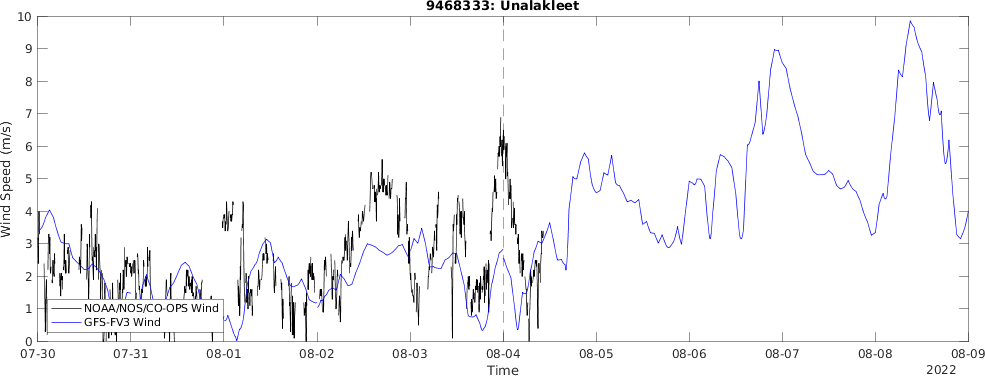 9468333: Unalakleet
10
9
8
7
6
5
4
3
2
1
0
Wind Speed (m/s)
NOAA/NOS/CO-OPS Wind
GFS-FV3 Wind
07-30 07-31 08-01 08-02 08-03 08-04 08-05 08-06 08-07 08-08 08-09
Time
2022